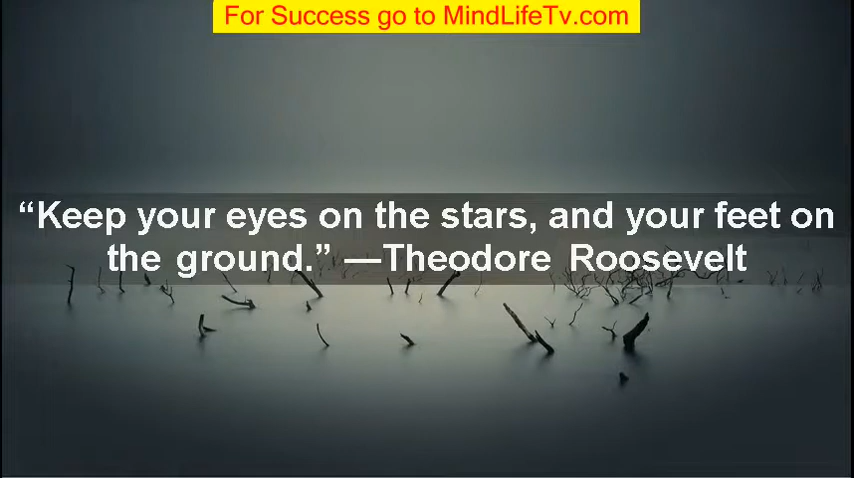 For Success go to MindLifeTv.com
“Keep your eyes on the stars, and your feet on
the ground.” —Theodore Roosevelt